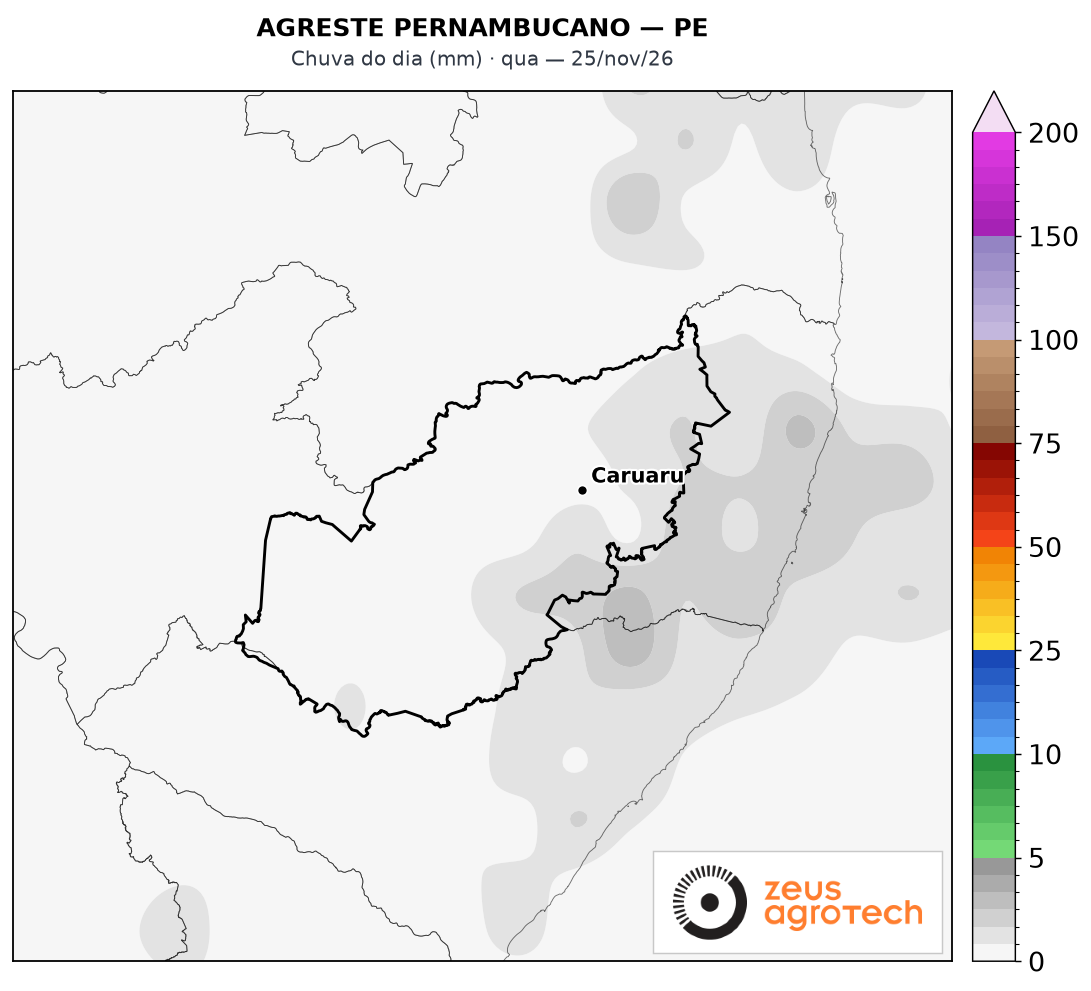 AGRESTE PERNAMBUCANO — PE
Chuva do dia (mm) · qua — 25/nov/26
Caruaru
200
150
100
75
50
25
10
5
0
zeus
agrotech